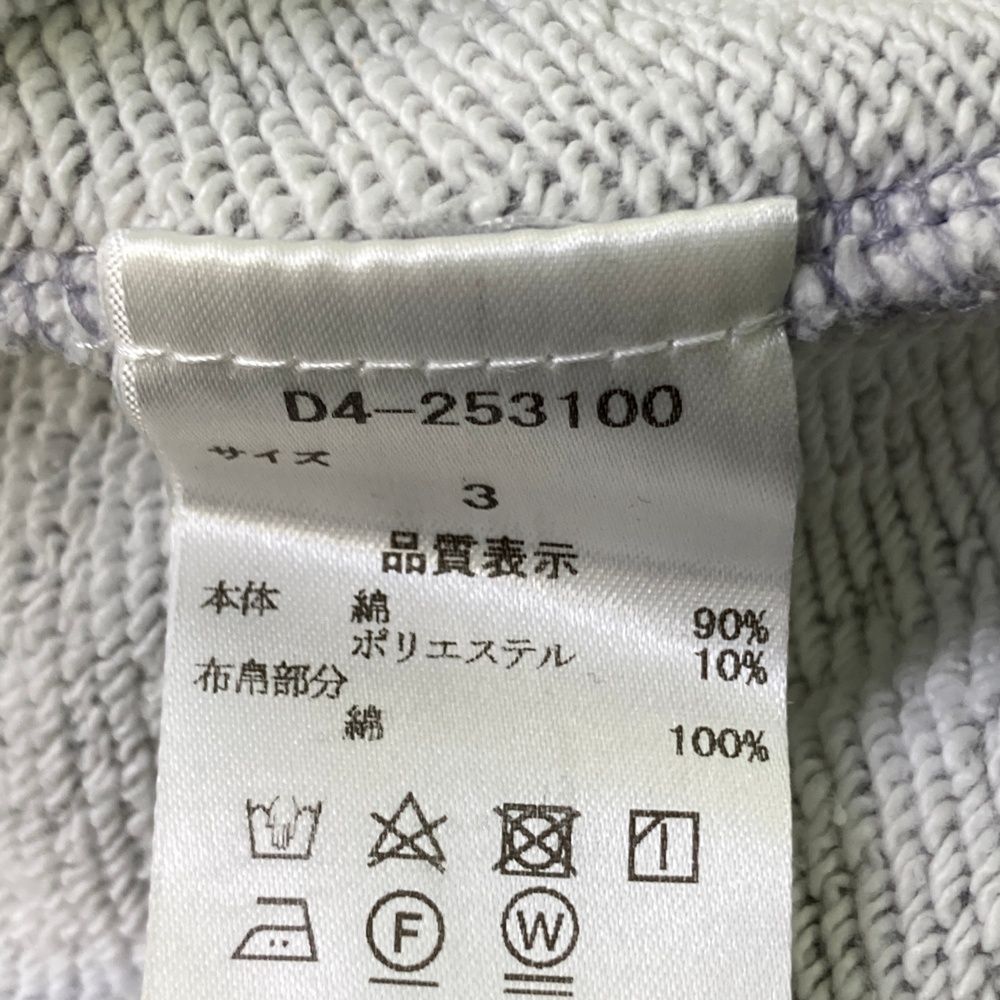 D4-253100
サイズ
3
品質表示
本体 綿 90%
ポリエステル 10%
布帛部分
綿 100%
F W